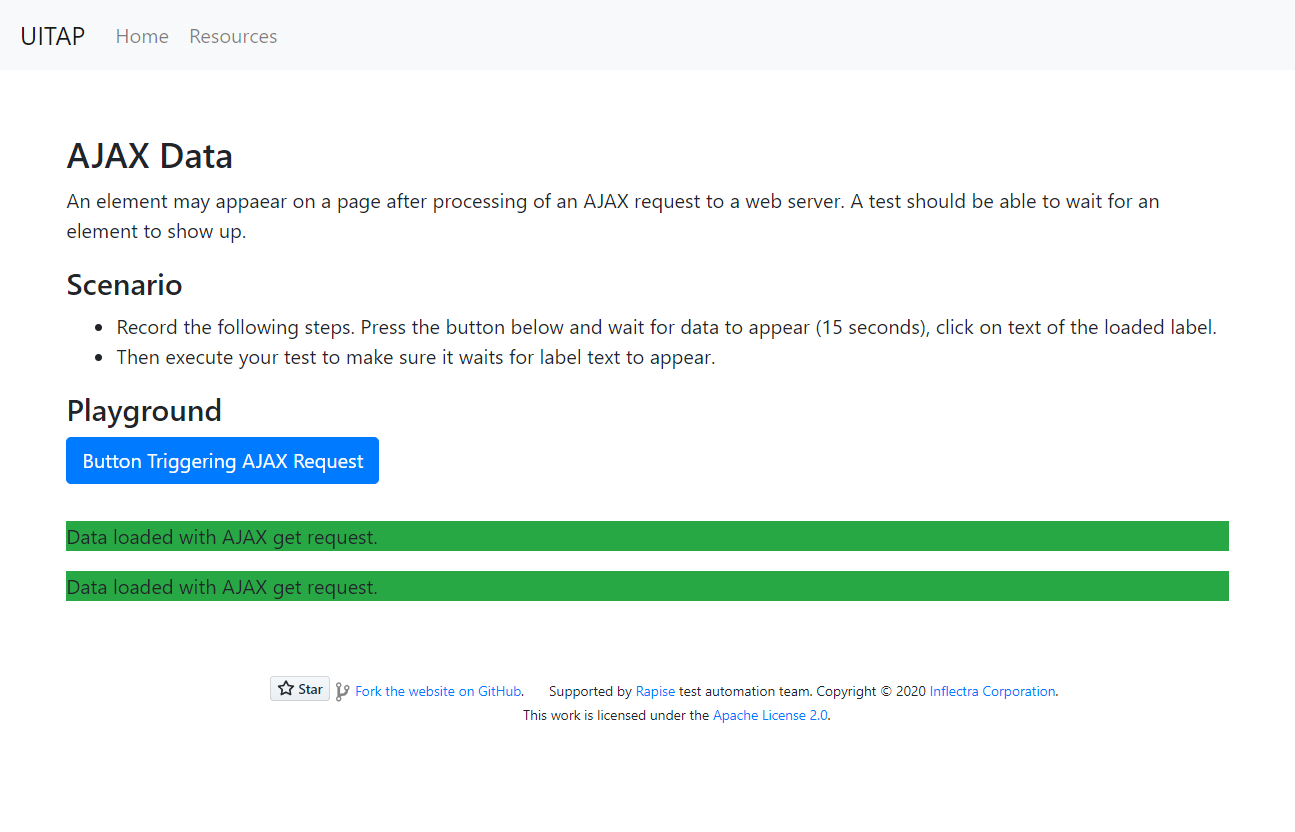 UITAP Home Resources
AJAX Data
An element may appaear on a page after processing of an AJAX request to a web server. A test should be able to wait for an
element to show up.
Scenario
Record the following steps. Press the button below and wait for data to appear (15 seconds), click on text of the loaded label.
Then execute your test to make sure it waits for label text to appear.
Playground
Button Triggering AJAX Request
Data loaded with AJAX get request.
Data loaded with AJAX get request.
Star Fork the website on GitHub. Supported by Rapise test automation team. Copyright © 2020 Inflectra Corporation.
This work is licensed under the Apache License 2.0.